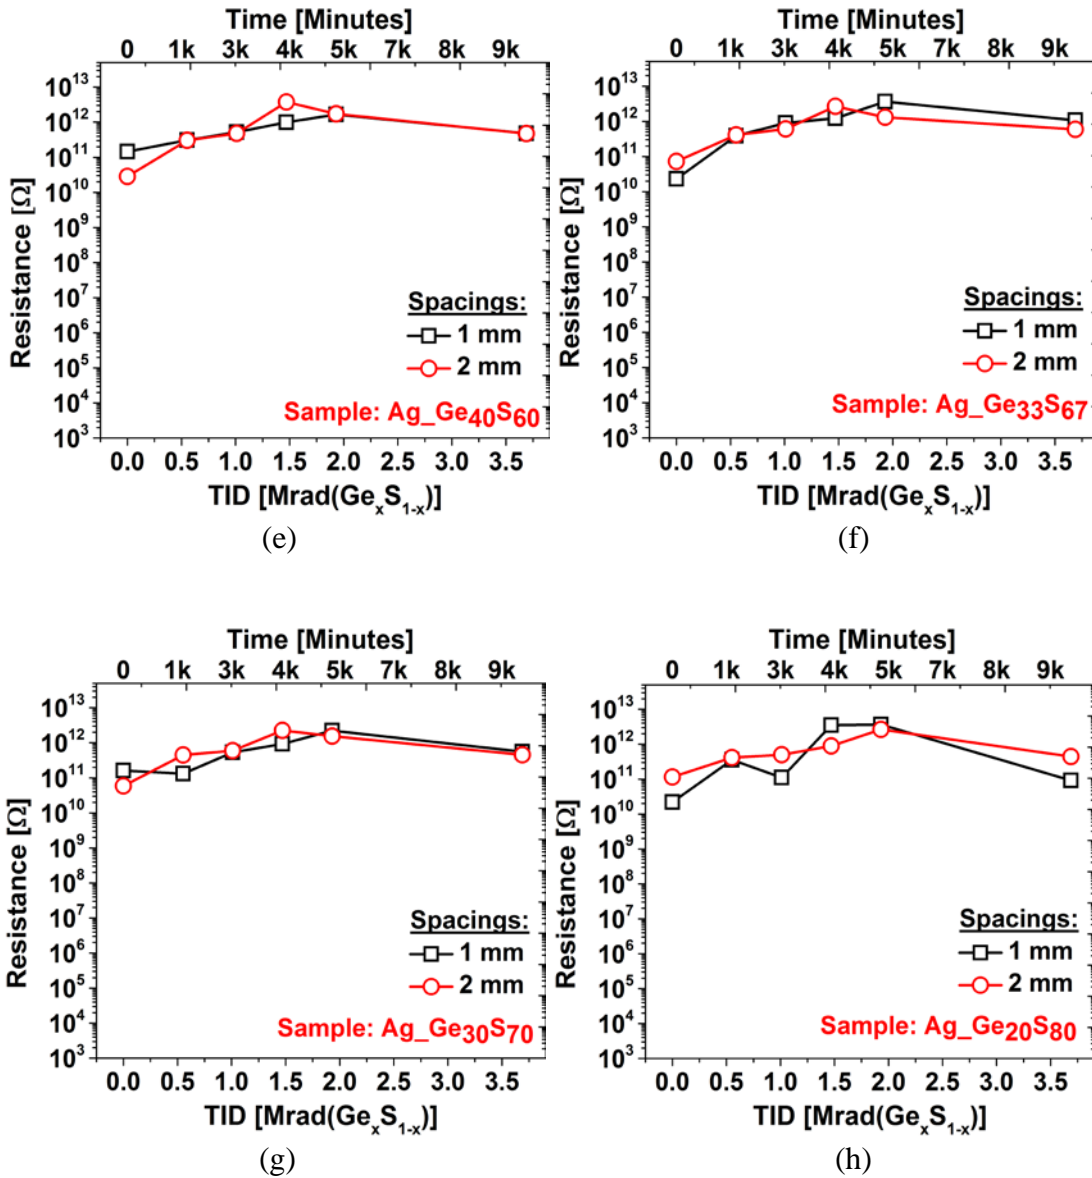 Time [Minutes]
0 1k 3k 4k 5k 7k 8k 9k
10^13
10^12
10^11
10^10
10^9
10^8
10^7
10^6
10^5
10^4
10^3
Resistance [Ω]
Spacings:
1 mm
2 mm
Sample: Ag_Ge40S60
0.0 0.5 1.0 1.5 2.0 2.5 3.0 3.5
TID [Mrad(GexS1-x)]
(e)
Time [Minutes]
0 1k 3k 4k 5k 7k 8k 9k
10^13
10^12
10^11
10^10
10^9
10^8
10^7
10^6
10^5
10^4
10^3
Resistance [Ω]
Spacings:
1 mm
2 mm
Sample: Ag_Ge33S67
0.0 0.5 1.0 1.5 2.0 2.5 3.0 3.5
TID [Mrad(GexS1-x)]
(f)
Time [Minutes]
0 1k 3k 4k 5k 7k 8k 9k
10^13
10^12
10^11
10^10
10^9
10^8
10^7
10^6
10^5
10^4
10^3
Resistance [Ω]
Spacings:
1 mm
2 mm
Sample: Ag_Ge30S70
0.0 0.5 1.0 1.5 2.0 2.5 3.0 3.5
TID [Mrad(GexS1-x)]
(g)
Time [Minutes]
0 1k 3k 4k 5k 7k 8k 9k
10^13
10^12
10^11
10^10
10^9
10^8
10^7
10^6
10^5
10^4
10^3
Resistance [Ω]
Spacings:
1 mm
2 mm
Sample: Ag_Ge20S80
0.0 0.5 1.0 1.5 2.0 2.5 3.0 3.5
TID [Mrad(GexS1-x)]
(h)